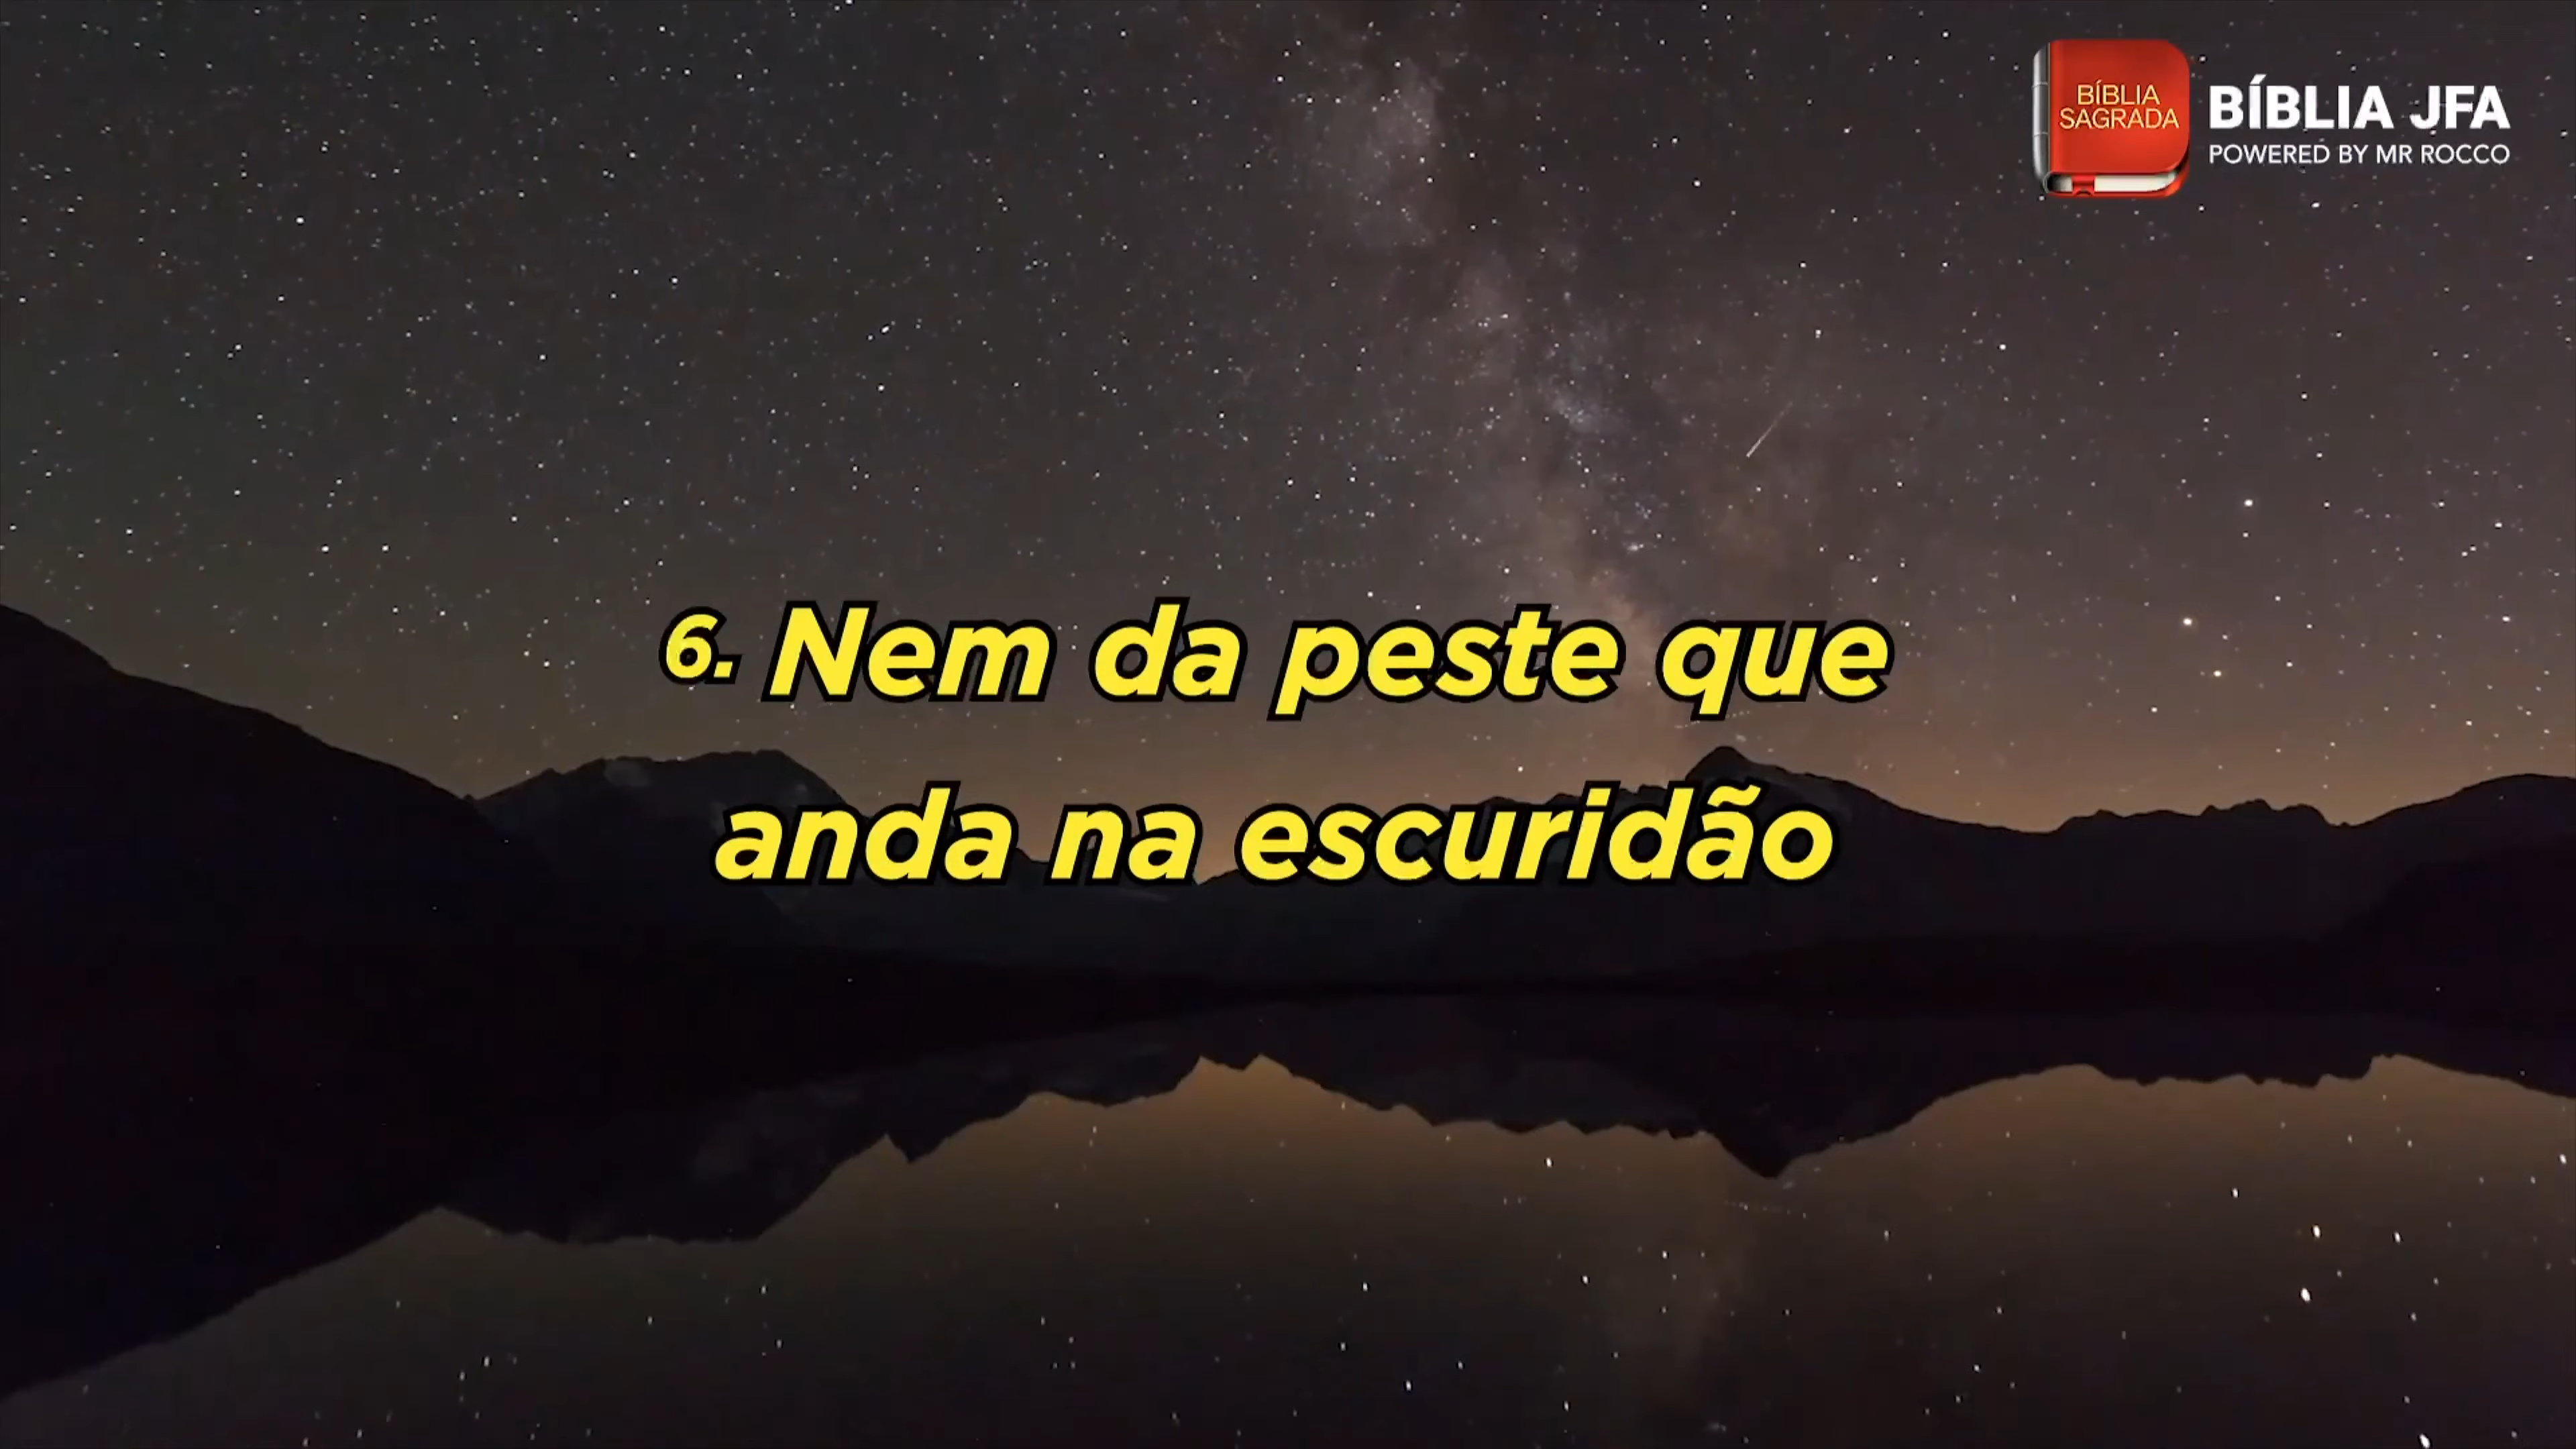 BÍBLIA
SAGRADA
BÍBLIA JFA
POWERED BY MR ROCCO
6. Nem da peste que
anda na escuridão